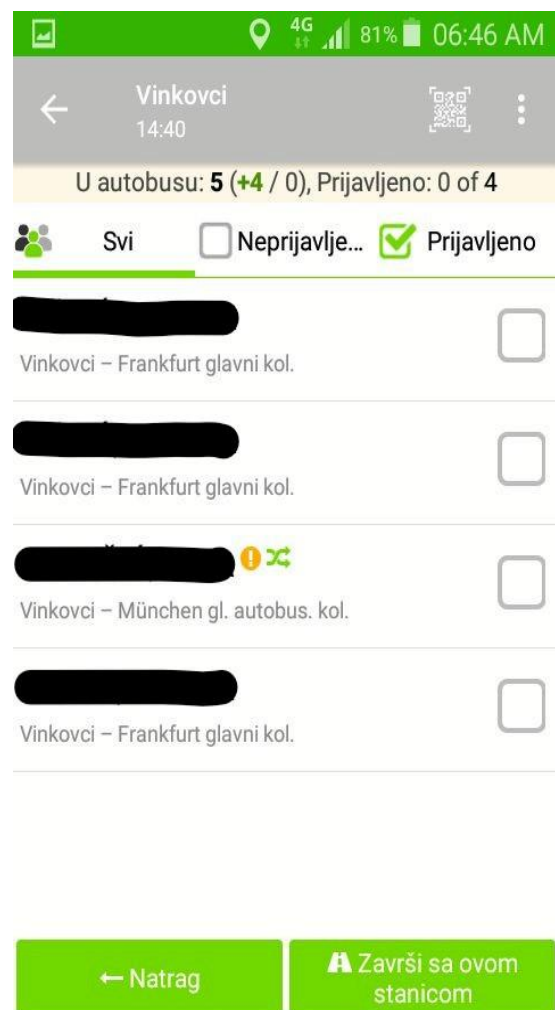 4G 81% 06:46 AM
Vinkovci
14:40
U autobusu: 5 (+4 / 0), Prijavljeno: 0 of 4
Svi Neprijavlje... Prijavljeno
Vinkovci – Frankfurt glavni kol.
Vinkovci – Frankfurt glavni kol.
Vinkovci – München gl. autobus. kol.
Vinkovci – Frankfurt glavni kol.
← Natrag
Završi sa ovom
stanicom